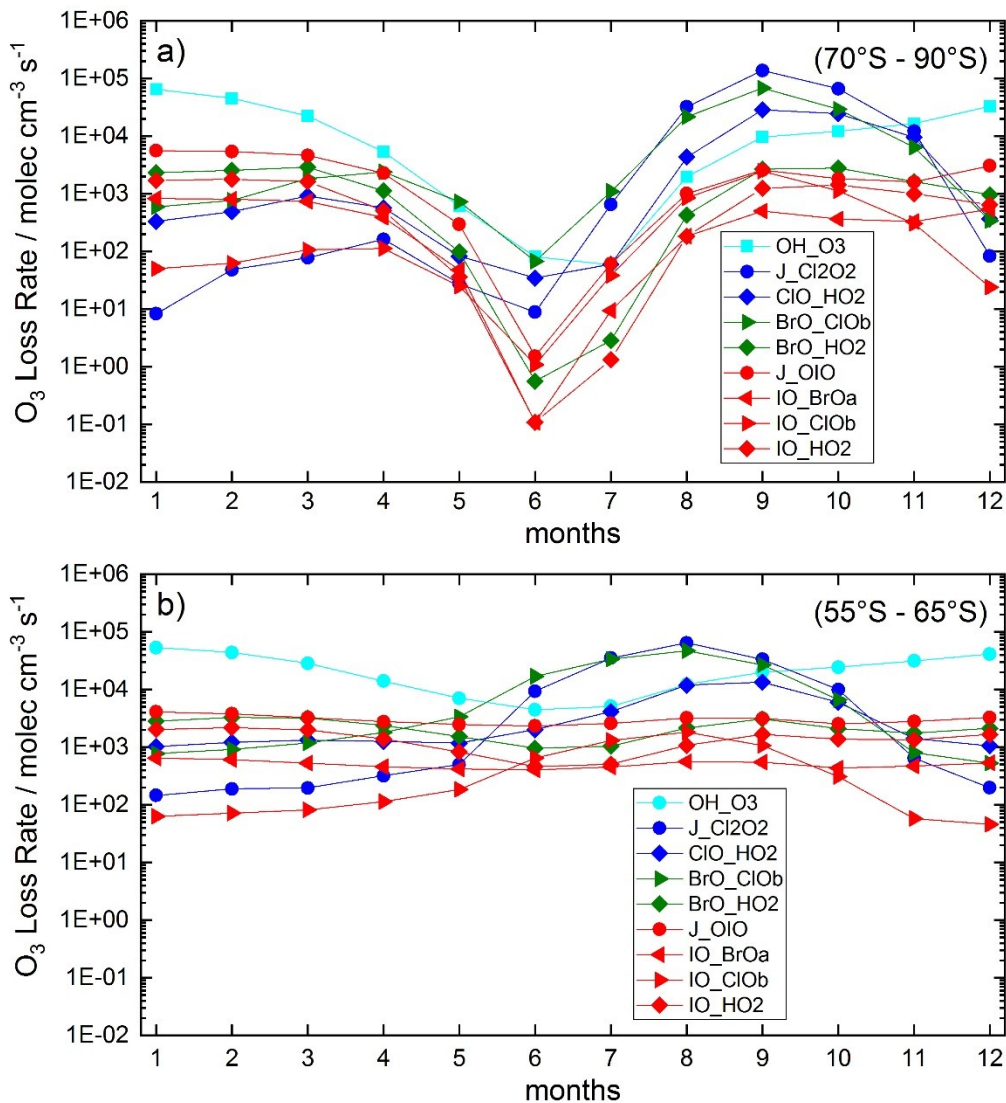 a)
(70°S - 90°S)
O3 Loss Rate / molec cm-3 s-1
1E+06
1E+05
1E+04
1E+03
1E+02
1E+01
1E+00
1E-01
1E-02
OH_O3
J_Cl2O2
ClO_HO2
BrO_ClOb
BrO_HO2
J_OIO
IO_BrOa
IO_ClOb
IO_HO2
1 2 3 4 5 6 7 8 9 10 11 12
months
b)
(55°S - 65°S)
O3 Loss Rate / molec cm-3 s-1
1E+06
1E+05
1E+04
1E+03
1E+02
1E+01
1E+00
1E-01
1E-02
OH_O3
J_Cl2O2
ClO_HO2
BrO_ClOb
BrO_HO2
J_OIO
IO_BrOa
IO_ClOb
IO_HO2
1 2 3 4 5 6 7 8 9 10 11 12
months